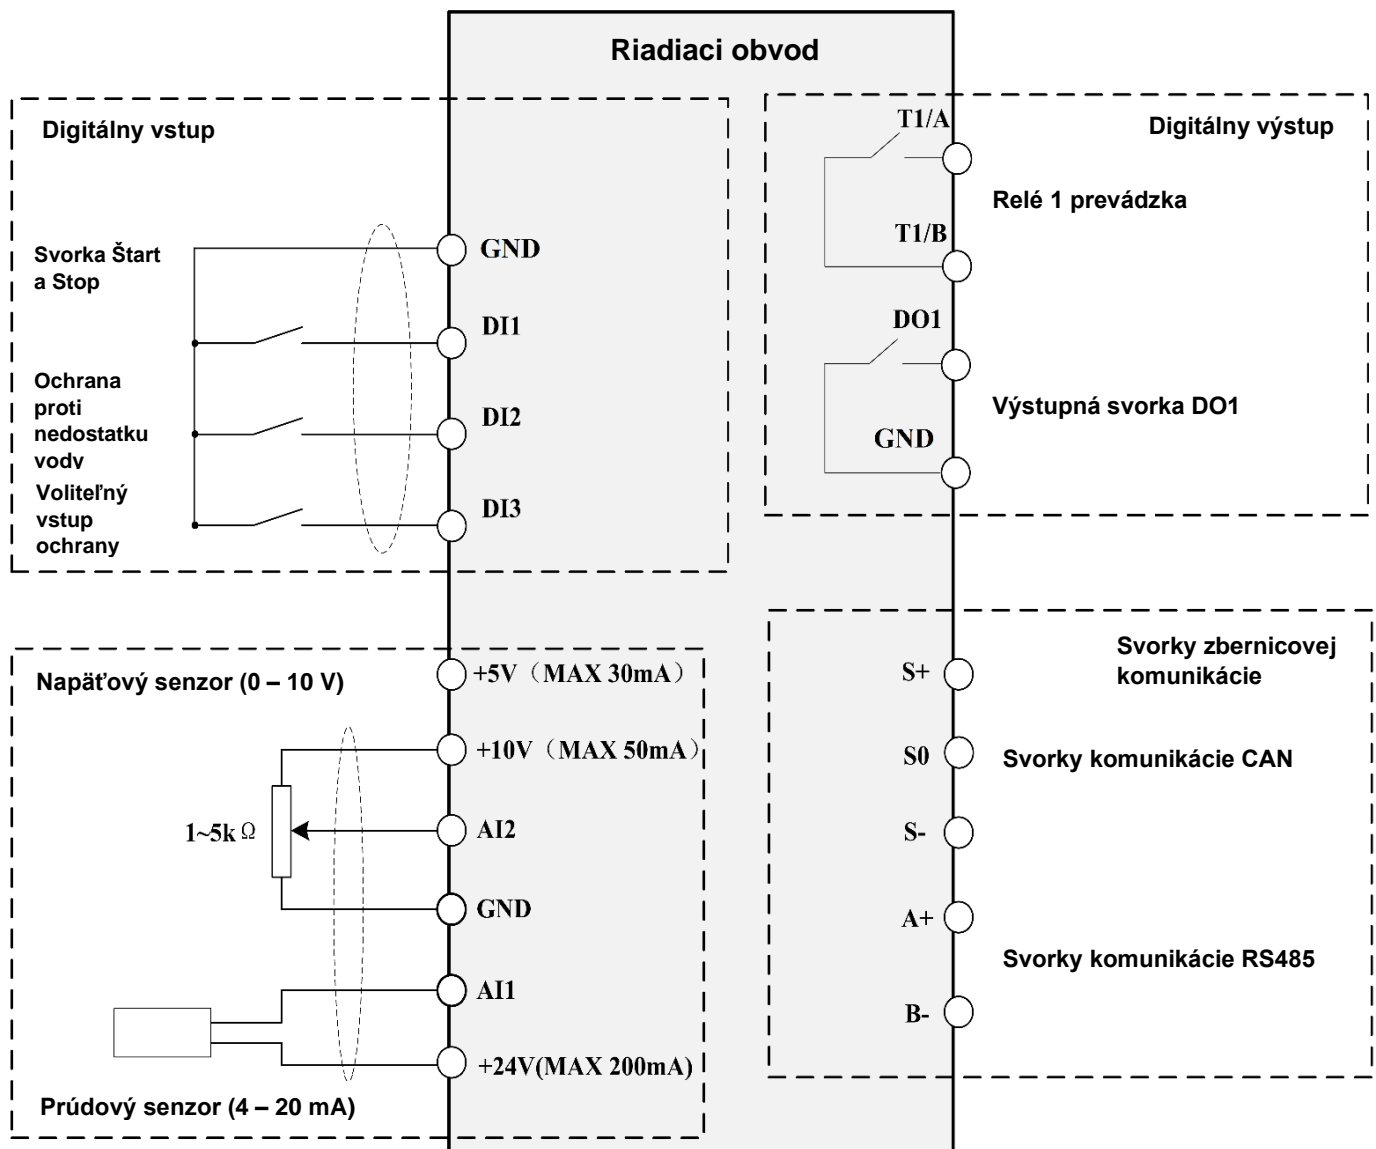 Riadiaci obvod
Digitálny vstup
Svorka Štart
a Stop
GND
DI1
Ochrana
proti
nedostatku
vody
DI2
Voliteľný
vstup
ochrany
DI3
Digitálny výstup
T1/A
Relé 1 prevádzka
T1/B
DO1
Výstupná svorka DO1
GND
Napäťový senzor (0 – 10 V)
+5V（MAX 30mA）
+10V（MAX 50mA）
1~5k Ω
AI2
GND
AI1
+24V(MAX 200mA)
Prúdový senzor (4 – 20 mA)
Svorky zbernicovej
komunikácie
S+
S0
Svorky komunikácie CAN
S-
A+
Svorky komunikácie RS485
B-